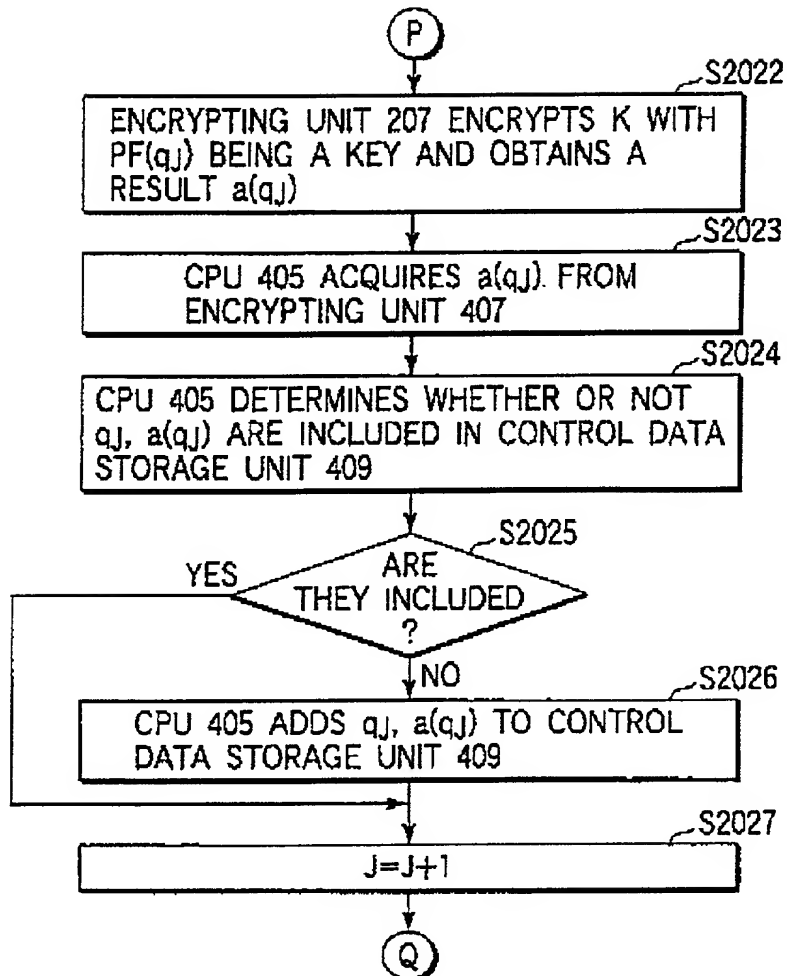 P
S2022
ENCRYPTING UNIT 207 ENCRYPTS K WITH
PF(qJ) BEING A KEY AND OBTAINS A
RESULT a(qJ)
S2023
CPU 405 ACQUIRES a(qJ). FROM
ENCRYPTING UNIT 407
S2024
CPU 405 DETERMINES WHETHER OR NOT
qJ, a(qJ) ARE INCLUDED IN CONTROL DATA
STORAGE UNIT 409
S2025
YES
ARE
THEY INCLUDED
?
NO
S2026
CPU 405 ADDS qJ, a(qJ) TO CONTROL
DATA STORAGE UNIT 409
S2027
J=J+1
Q